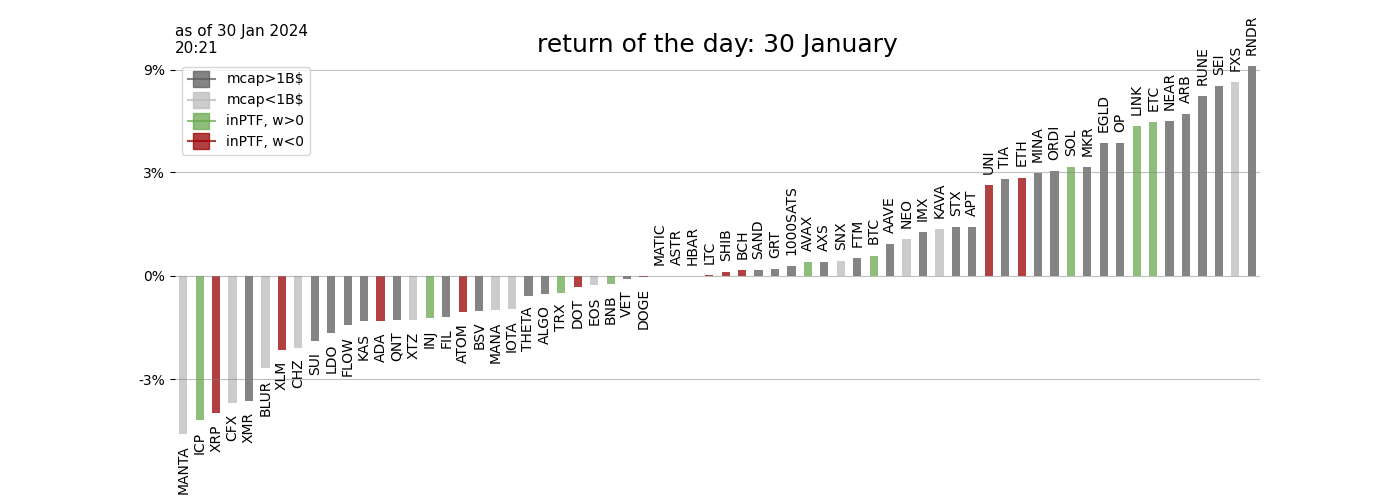 as of 30 Jan 2024
20:21
return of the day: 30 January
mcap>1B$
mcap<1B$
inPTF, w>0
inPTF, w<0
9%
3%
0%
-3%
MANTA
ICP
XRP
CFX
XMR
BLUR
XLM
CHZ
SUI
LDO
FLOW
KAS
ADA
QNT
XTZ
INJ
FIL
ATOM
BSV
MANA
IOTA
THETA
ALGO
TRX
DOT
EOS
BNB
VET
DOGE
MATIC
ASTR
HBAR
LTC
SHIB
BCH
SAND
GRT
1000SATS
AVAX
AXS
SNX
FTM
BTC
AAVE
NEO
IMX
KAVA
STX
APT
UNI
TIA
ETH
MINA
ORDI
SOL
MKR
EGLD
OP
LINK
ETC
NEAR
ARB
RUNE
SEI
FXS
RNDR